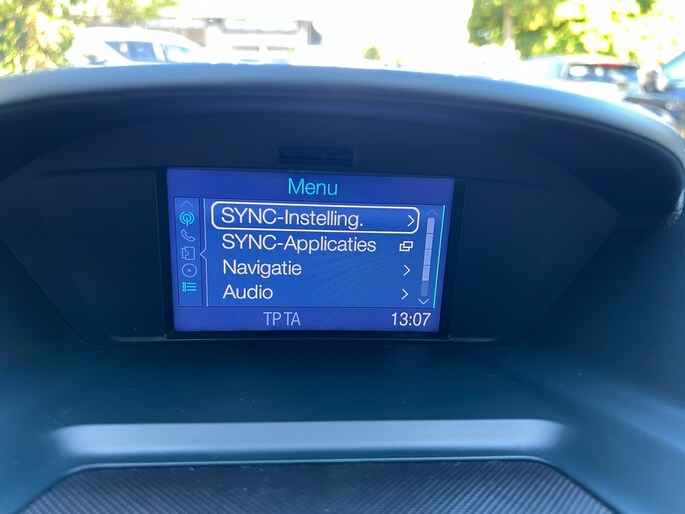 Menu
SYNC-Instelling.
SYNC-Applicaties
Navigatie
Audio
TP TA 13:07